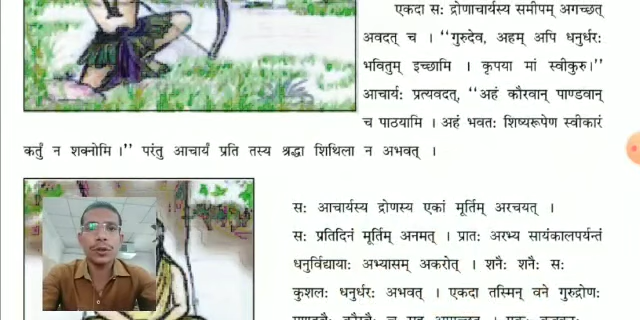 एकदा स: द्रोणाचार्यस्य समीपम् अगच्छत्
अवदत् च । ‘‘गुरुदेव, अहम् अपि धनुर्धर:
भवितुम् इच्छामि । कृपया मां स्वीकुरु।’’
आचार्य: प्रत्यवदत्, ‘‘अहं कौरवान् पाण्डवान्
च पाठयामि । अहं भवत: शिष्यरूपेण स्वीकारं
कर्तुं न शक्नोमि ।’’ परंतु आचार्यं प्रति तस्य श्रद्धा शिथिला न अभवत् ।
स: आचार्यस्य द्रोणस्य एकां मूर्तिम् अरचयत् ।
स: प्रतिदिनं मूर्तिम् अनमत् । प्रात: आरभ्य सायंकालपर्यन्तं
धनुर्विद्याया: अभ्यासम् अकरोत् । शनै: शनै: स:
कुशल: धनुर्धर: अभवत् । एकदा तस्मिन् वने गुरुद्रोण: